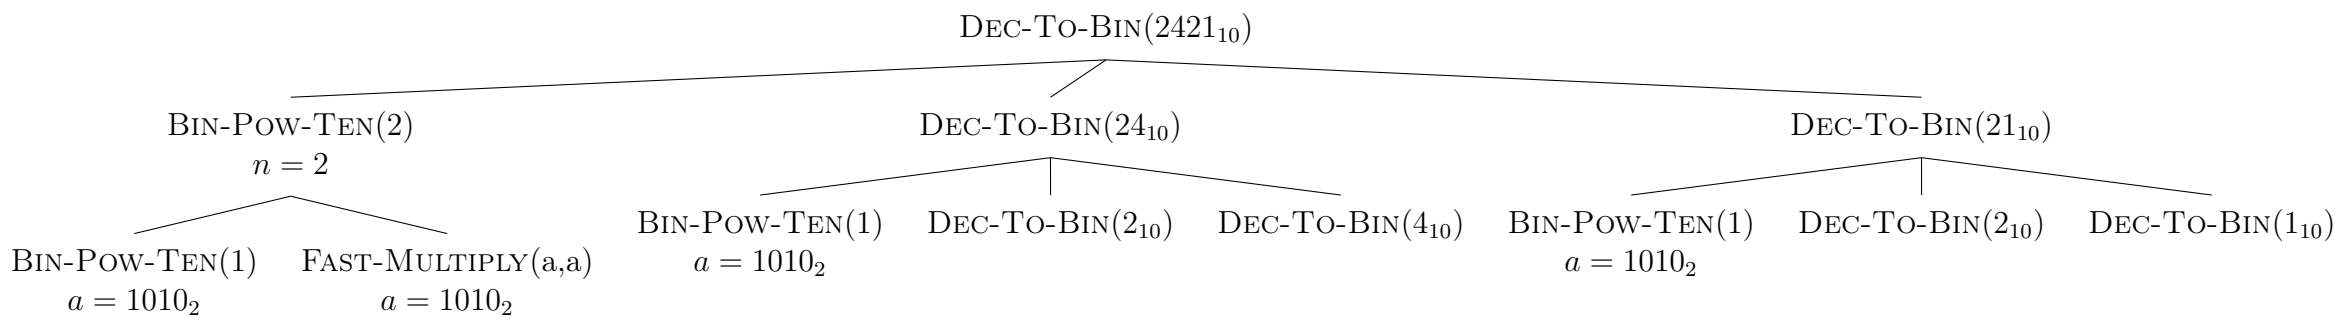 DEC-TO-BIN(2421₁₀)
BIN-POW-TEN(2) DEC-TO-BIN(24₁₀) DEC-TO-BIN(21₁₀)
n = 2
BIN-POW-TEN(1) DEC-TO-BIN(2₁₀) DEC-TO-BIN(4₁₀) BIN-POW-TEN(1) DEC-TO-BIN(2₁₀) DEC-TO-BIN(1₁₀)
BIN-POW-TEN(1) FAST-MULTIPLY(a,a) a = 1010₂ a = 1010₂
a = 1010₂ a = 1010₂